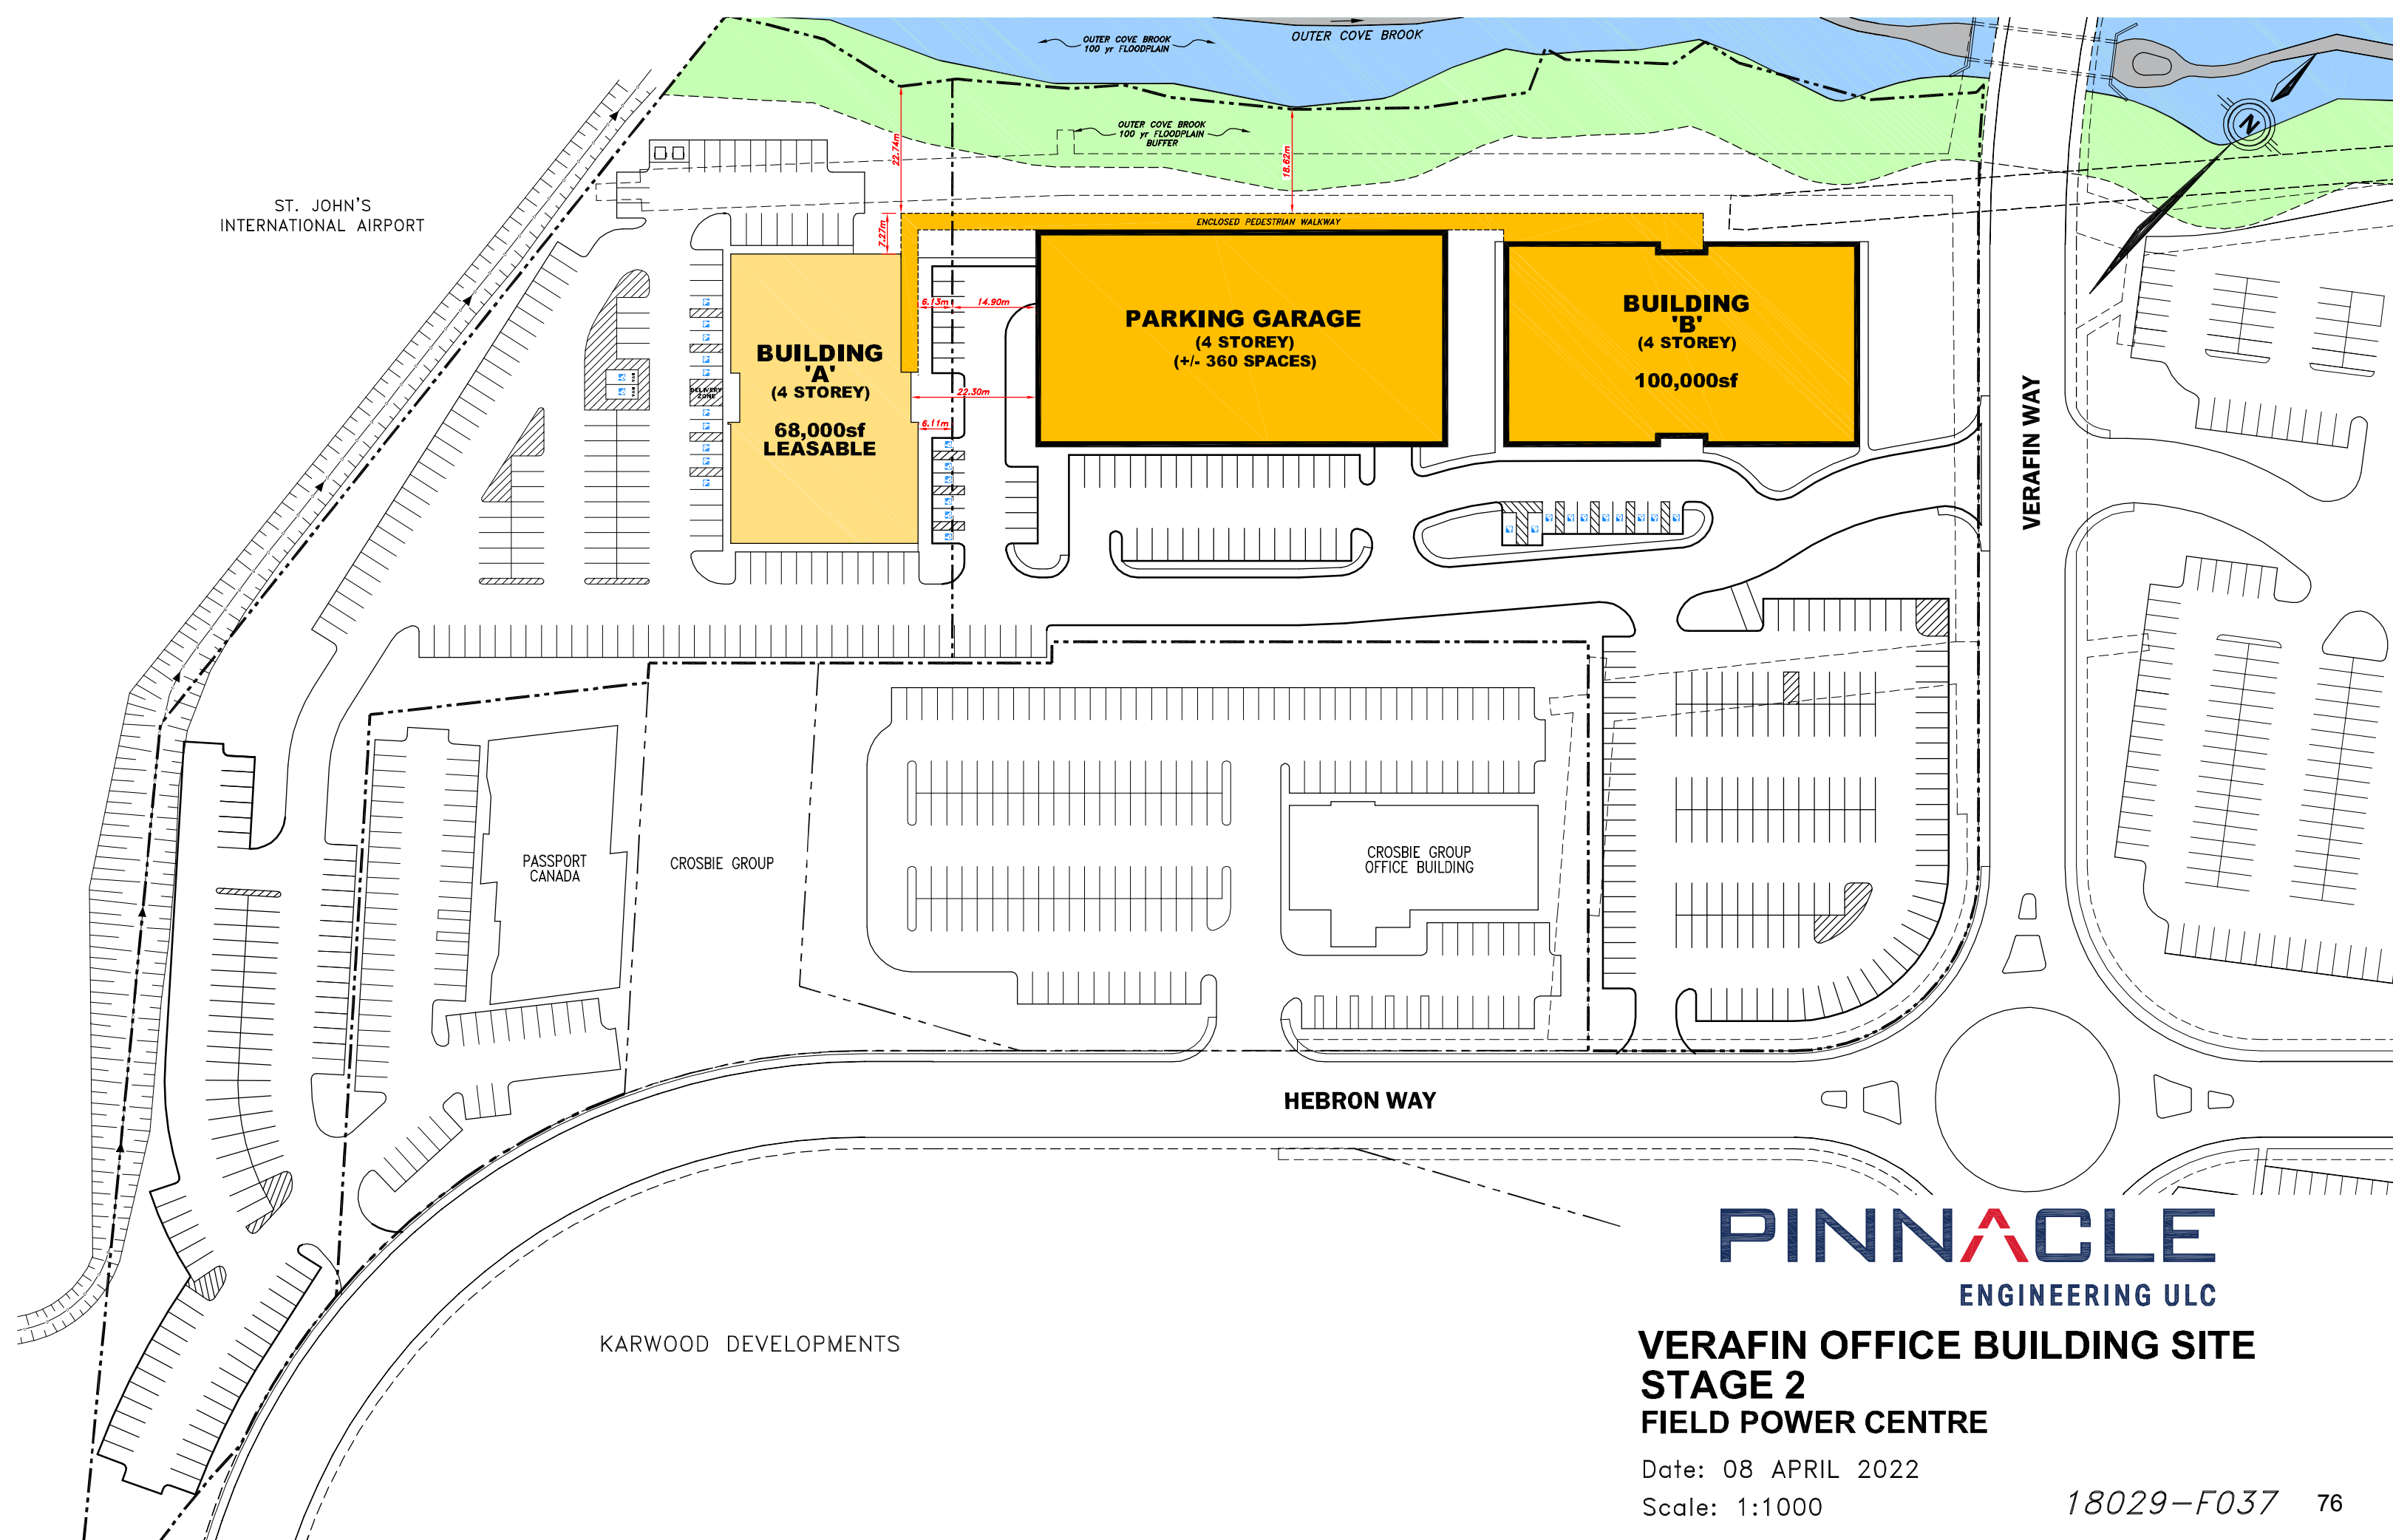 OUTER COVE BROOK
100 yr FLOODPLAIN
OUTER COVE BROOK
OUTER COVE BROOK
100 yr FLOODPLAIN
BUFFER
N
22.74m
18.62m
ST. JOHN'S
INTERNATIONAL AIRPORT
ENCLOSED PEDESTRIAN WALKWAY
7.27m
6.13m
14.90m
PARKING GARAGE
(4 STOREY)
(+/- 360 SPACES)
BUILDING
'B'
(4 STOREY)
100,000sf
BUILDING
'A'
(4 STOREY)
68,000sf
LEASABLE
DELIVERY
ZONE
22.30m
6.11m
VERAFIN WAY
PASSPORT
CANADA
CROSBIE GROUP
CROSBIE GROUP
OFFICE BUILDING
HEBRON WAY
KARWOOD DEVELOPMENTS
PINNACLE
ENGINEERING ULC
VERAFIN OFFICE BUILDING SITE
STAGE 2
FIELD POWER CENTRE
Date: 08 APRIL 2022
Scale: 1:1000
18029-F037 76